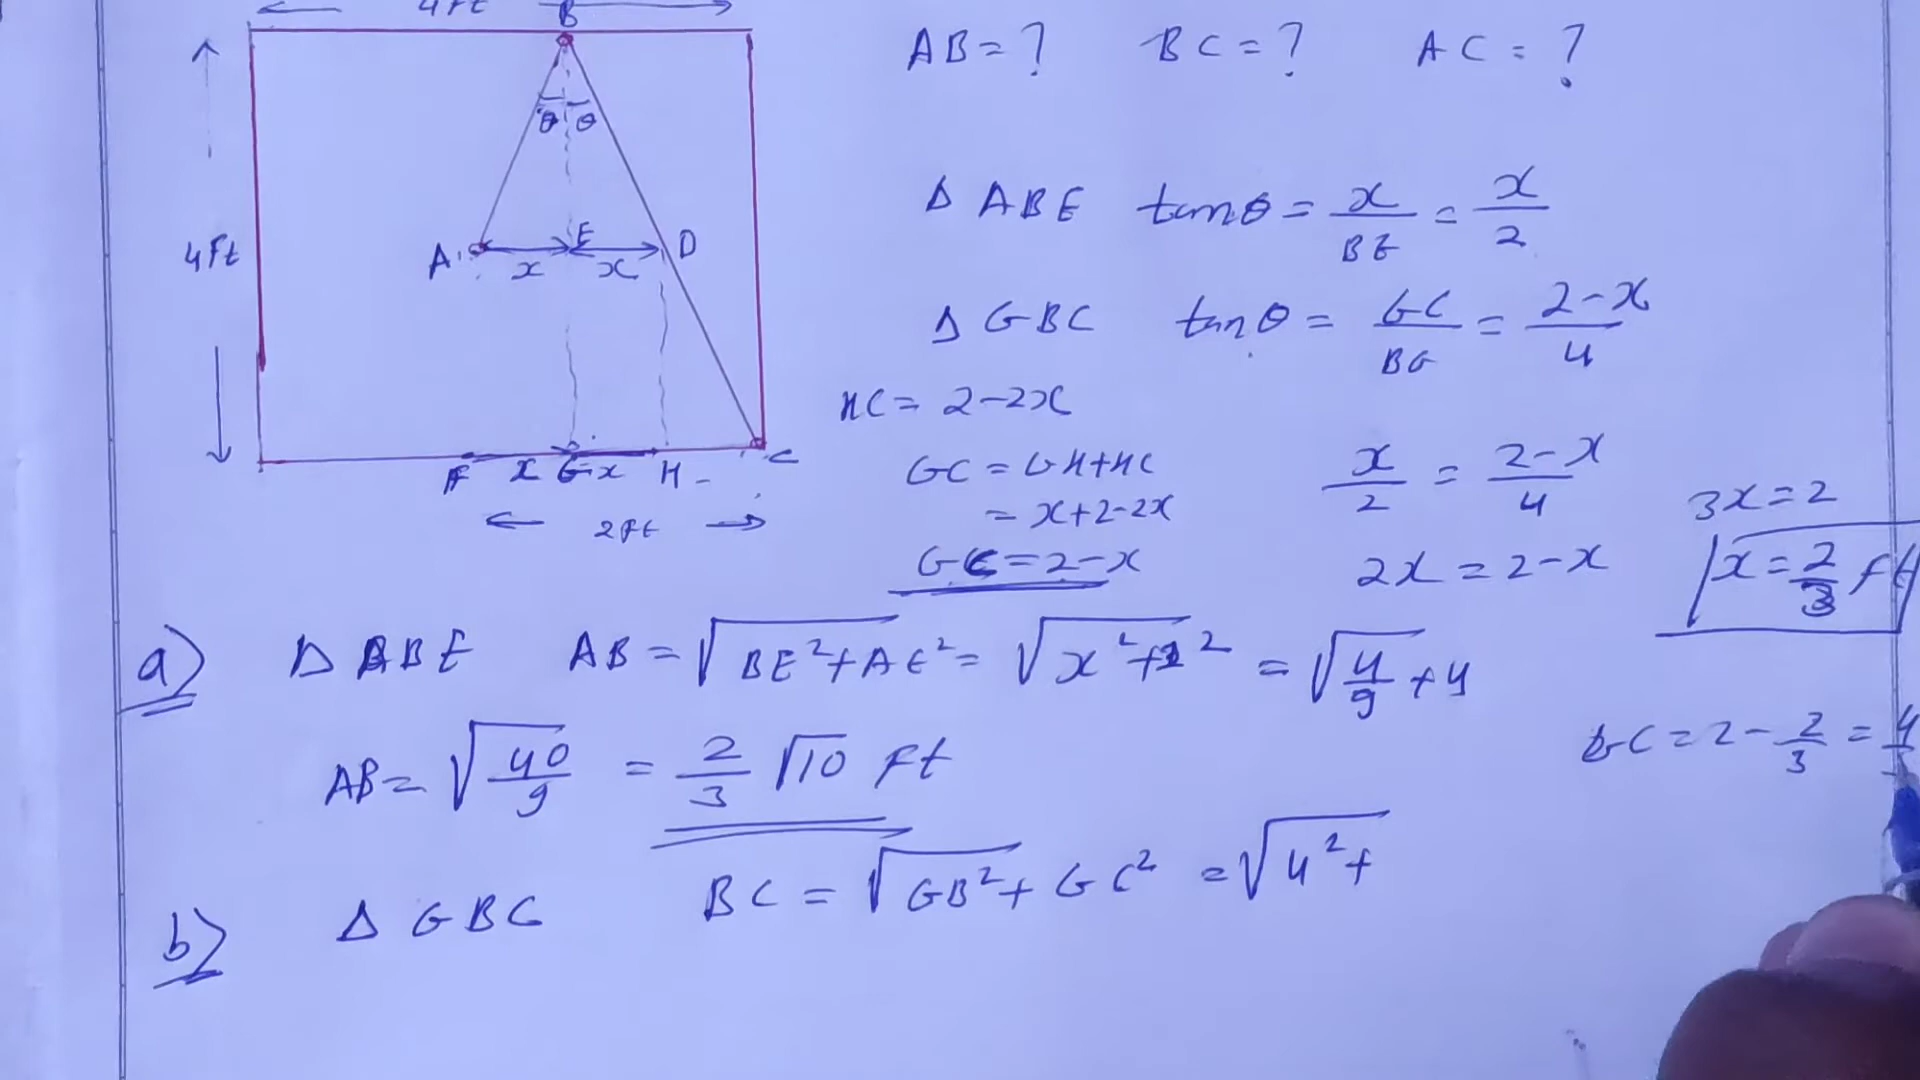 4Ft
B
θ θ
4Ft
A E D
x x
F x G x H C
2Ft
AB = ? BC = ? AC = ?
Δ ABE tanθ = x/BE = x/2
Δ GBC tanθ = GC/BG = 2-x/4
HC = 2-2x
GC = GH+HC
= x+2-2x
GC = 2-x
x/2 = 2-x/4
2x = 2-x
3x = 2
x = 2/3 ft
a) Δ ABE AB = √BE²+AE² = √x²+2² = √4/9 + 4
AB = √40/9 = 2/3 √10 Ft
GC = 2 - 2/3 = 4
b) Δ GBC BC = √GB² + GC² = √4² +